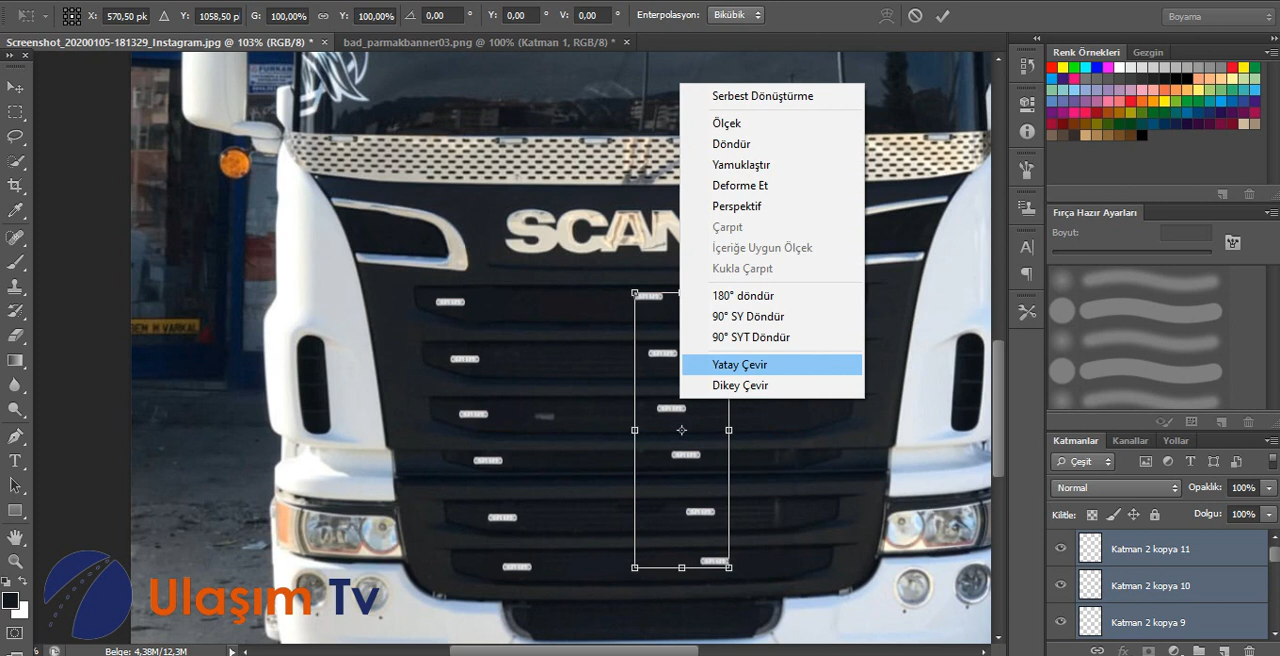 X: 570,50 pik Y: 1058,50 p G: 100,00% Y: 100,00% 0,00 ° Y: 0,00 ° V: 0,00 ° Enterpolasyon: Bikübik Boyama
Screenshot_20200105-181329_Instagram.jpg @ 103% (RGB/8) * × bad_parmakbanner03.png @ 100% (Katman 1, RGB/8) * ×
Renk Örnekleri Gezgin
FURKAN
Serbest Dönüştürme
Ölçek
Döndür
Yamuklaştır
Deforme Et
Perspektif
Çarpıt
İçeriğe Uygun Ölçek
Kukla Çarpıt
180° döndür
90° SY Döndür
90° SYT Döndür
Yatay Çevir
Dikey Çevir
SCAN
Fırça Hazır Ayarları
Boyut:
Katmanlar Kanallar Yollar
Çeşit
Normal Opaklık: 100%
Kilitle: Dolgu: 100%
Katman 2 kopya 11
Katman 2 kopya 10
Katman 2 kopya 9
Ulaşım Tv
Belge: 4,38M/12,3M